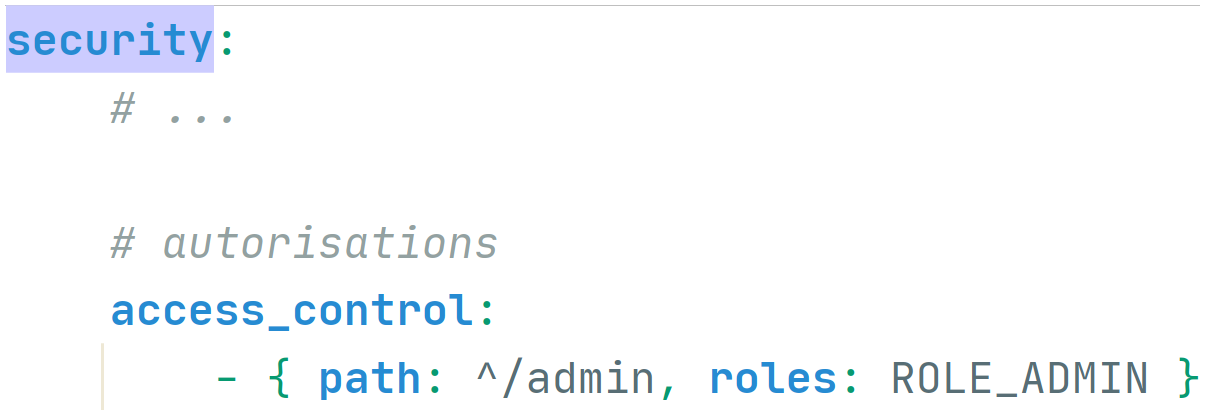 security:
# ...
# autorisations
access_control:
- { path: ^/admin, roles: ROLE_ADMIN }